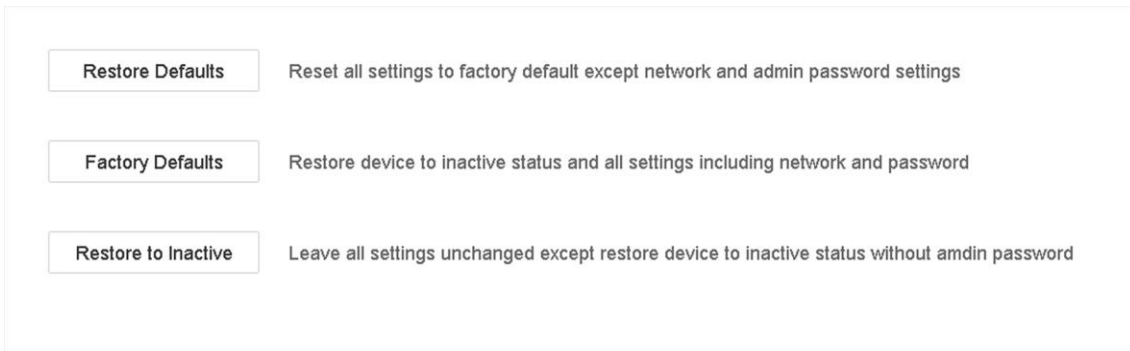 Restore Defaults Reset all settings to factory default except network and admin password settings
Factory Defaults Restore device to inactive status and all settings including network and password
Restore to Inactive Leave all settings unchanged except restore device to inactive status without amdin password